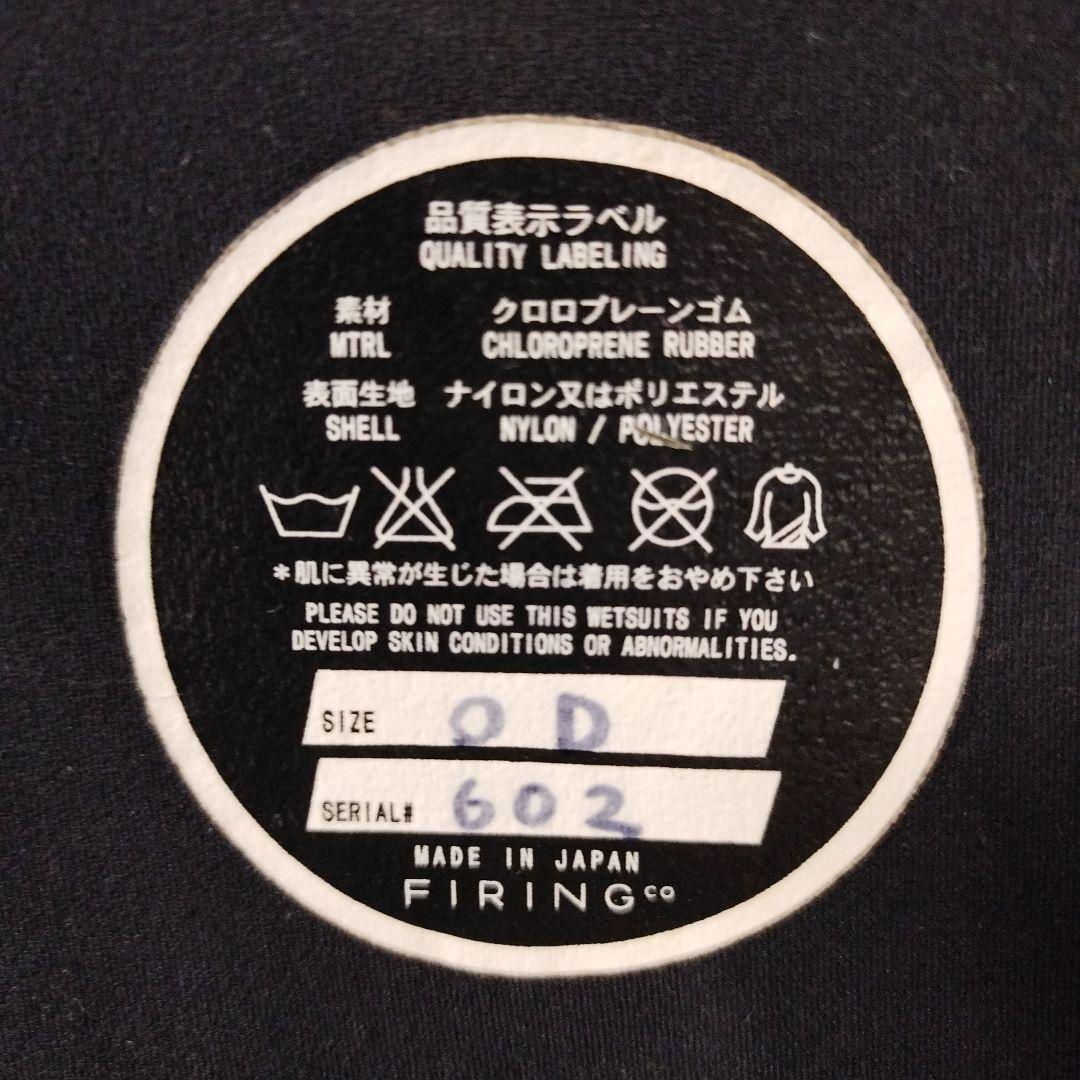 品質表示ラベル
QUALITY LABELING
素材 クロロプレーンゴム
MTRL CHLOROPRENE RUBBER
表面生地 ナイロン又はポリエステル
SHELL NYLON / POLYESTER
*肌に異常が生じた場合は着用をおやめ下さい
PLEASE DO NOT USE THIS WETSUITS IF YOU
DEVELOP SKIN CONDITIONS OR ABNORMALITIES.
SIZE OD
SERIAL# 602
MADE IN JAPAN
FIRING CO